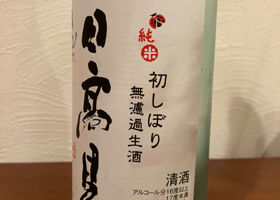 純米
初しぼり
無濾過生酒
日高見
清酒
アルコール分16度以上
17度未満